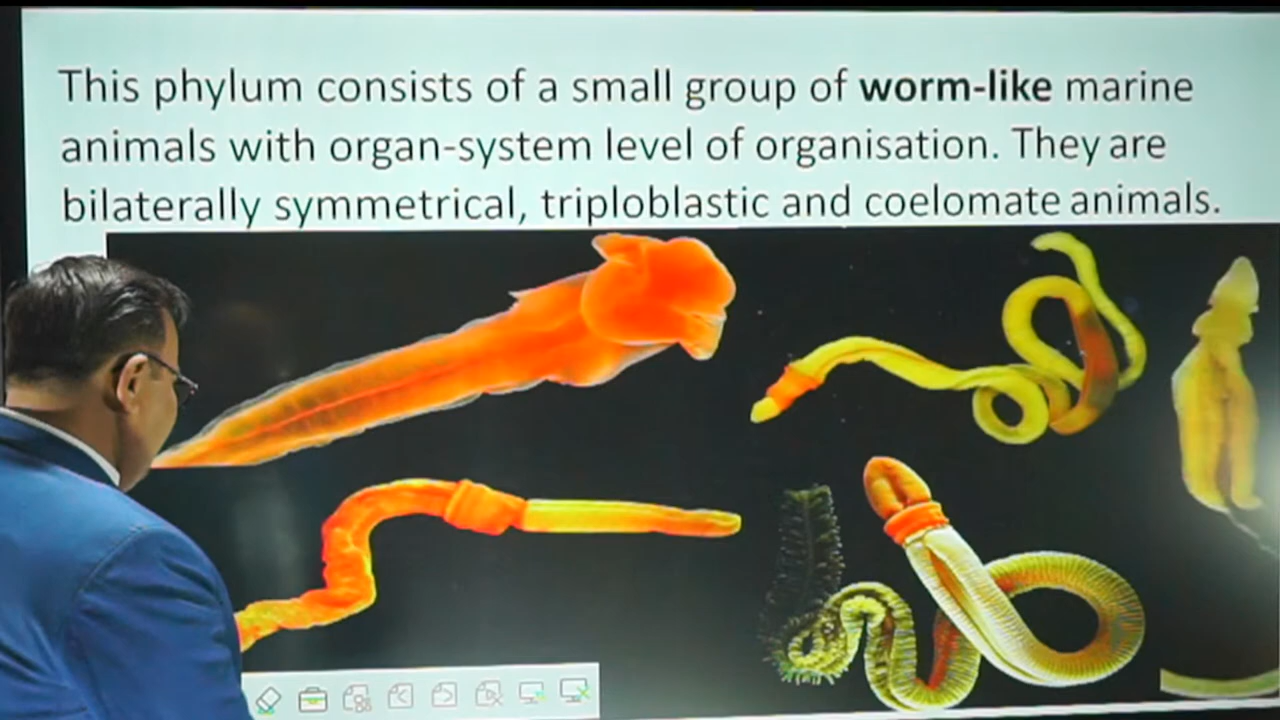 This phylum consists of a small group of worm-like marine
animals with organ-system level of organisation. They are
bilaterally symmetrical, triploblastic and coelomate animals.